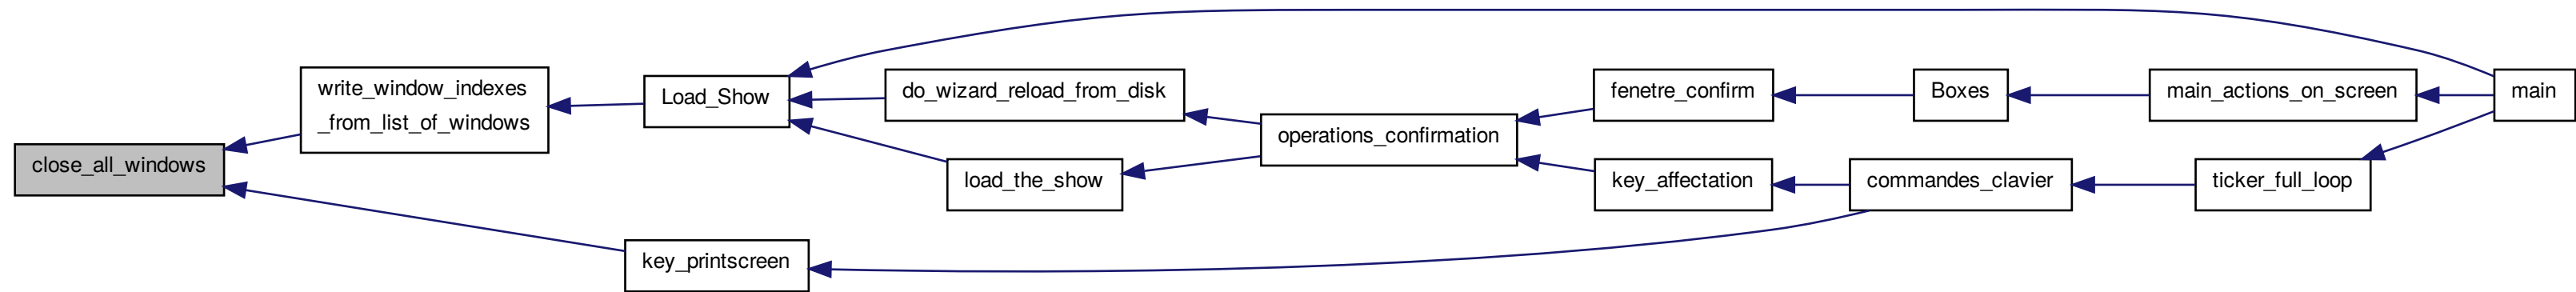 close_all_windows
write_window_indexes
_from_list_of_windows
Load_Show
do_wizard_reload_from_disk
load_the_show
operations_confirmation
fenetre_confirm
Boxes
main_actions_on_screen
main
key_affectation
commandes_clavier
ticker_full_loop
key_printscreen